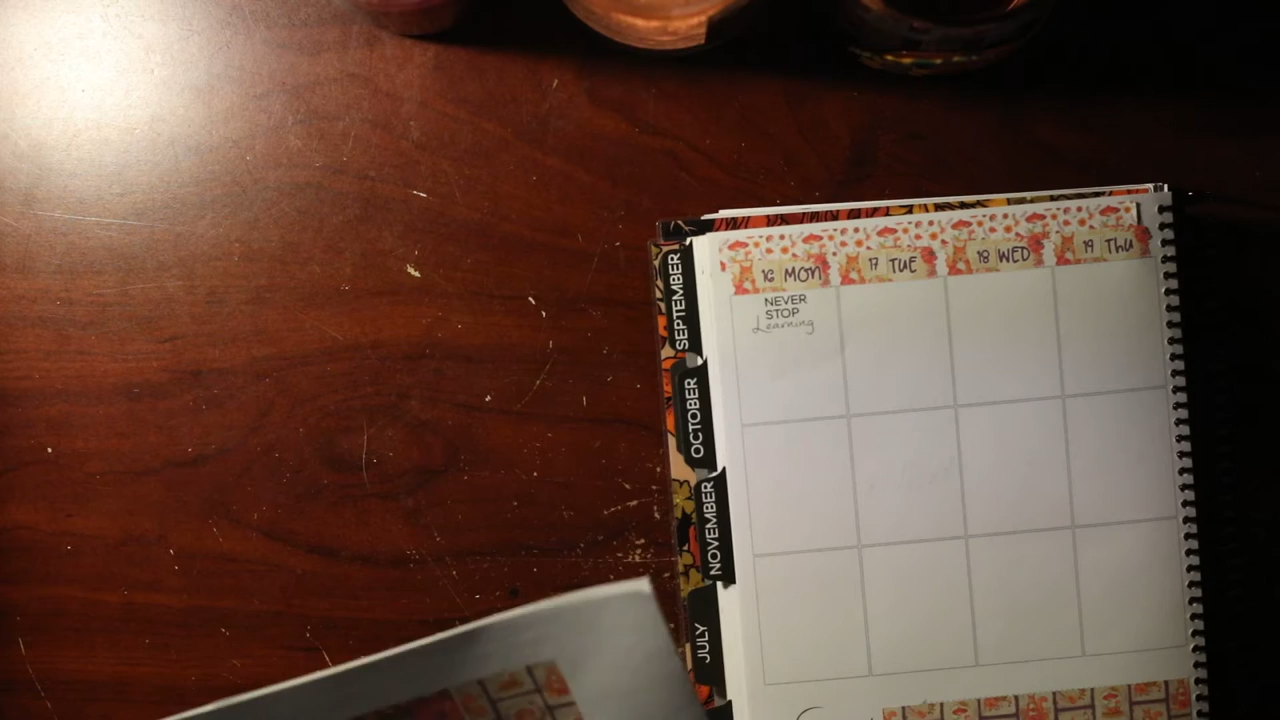 16 MON
17 TUE
18 WED
19 THU
NEVER
STOP
Learning
SEPTEMBER
OCTOBER
NOVEMBER
JULY